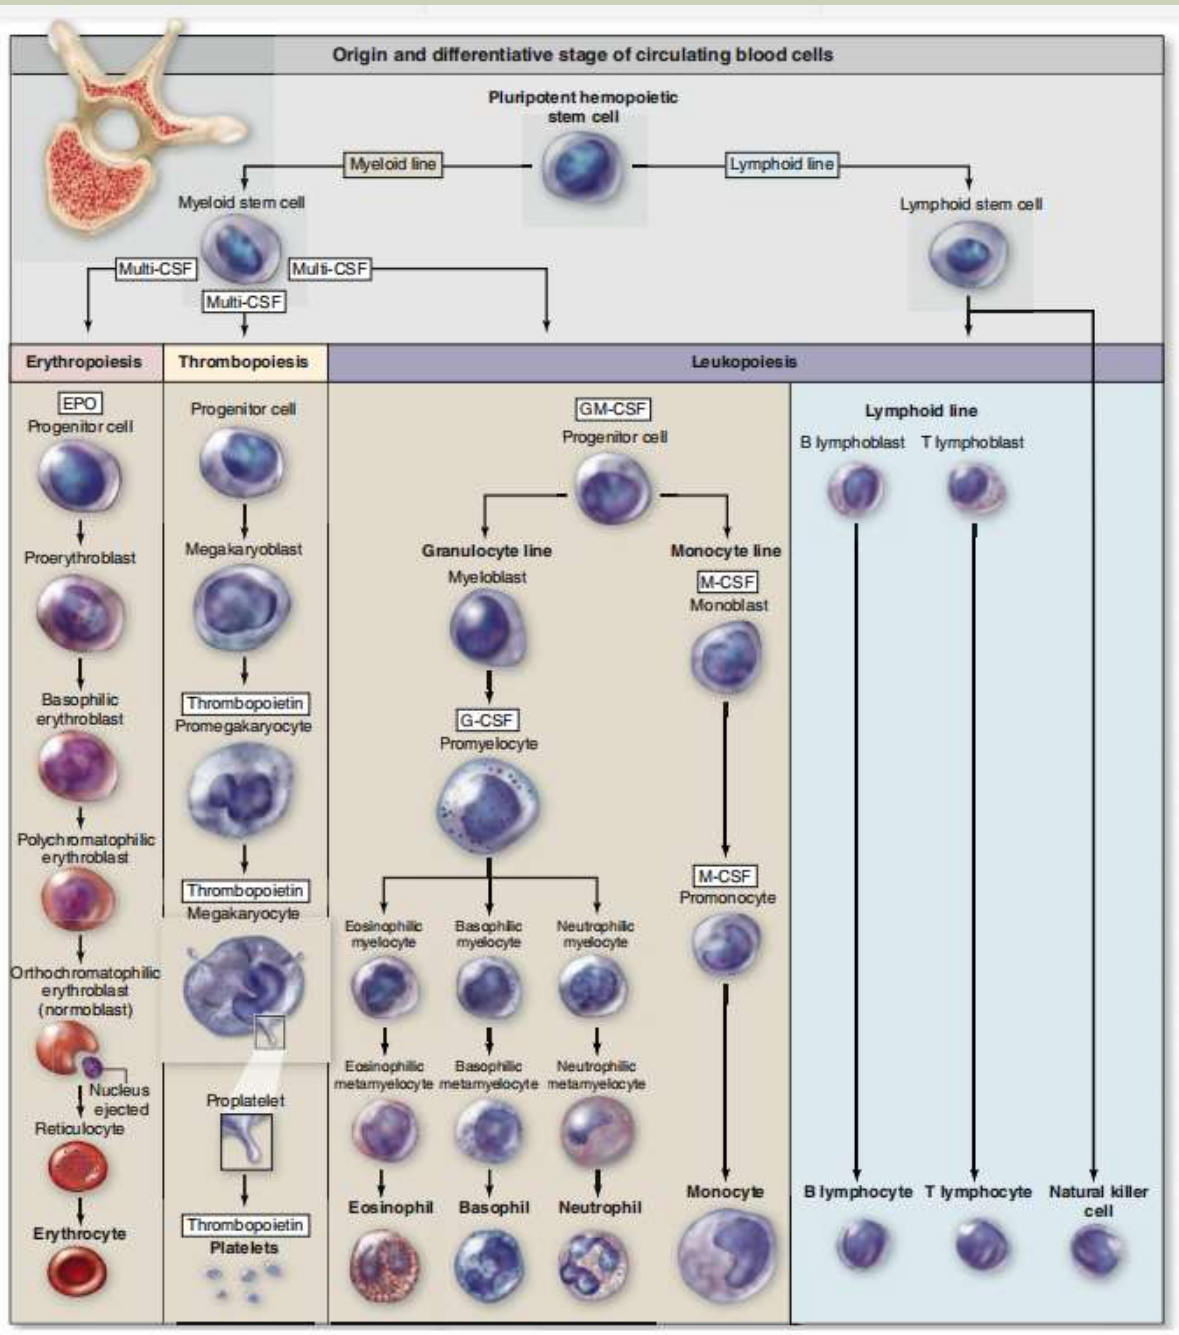 Origin and differentiative stage of circulating blood cells
Pluripotent hemopoietic
stem cell
Myeloid line
Lymphoid line
Myeloid stem cell
Lymphoid stem cell
Multi-CSF
Multi-CSF
Multi-CSF
Erythropoiesis
Thrombopoiesis
Leukopoiesis
EPO
Progenitor cell
Proerythroblast
Basophilic
erythroblast
Polychromatophilic
erythroblast
Orthochromatophilic
erythroblast
(normoblast)
Nucleus
ejected
Reticulocyte
Erythrocyte
Progenitor cell
Megakaryoblast
Thrombopoietin
Promegakaryocyte
Thrombopoietin
Megakaryocyte
Proplatelet
Thrombopoietin
Platelets
GM-CSF
Progenitor cell
Granulocyte line
Myeloblast
G-CSF
Promyelocyte
Eosinophilic
myelocyte
Basophilic
myelocyte
Neutrophilic
myelocyte
Eosinophilic
metamyelocyte
Basophilic
metamyelocyte
Neutrophilic
metamyelocyte
Eosinophil
Basophil
Neutrophil
Monocyte line
M-CSF
Monoblast
M-CSF
Promonocyte
Monocyte
Lymphoid line
B lymphoblast
T lymphoblast
B lymphocyte
T lymphocyte
Natural killer
cell